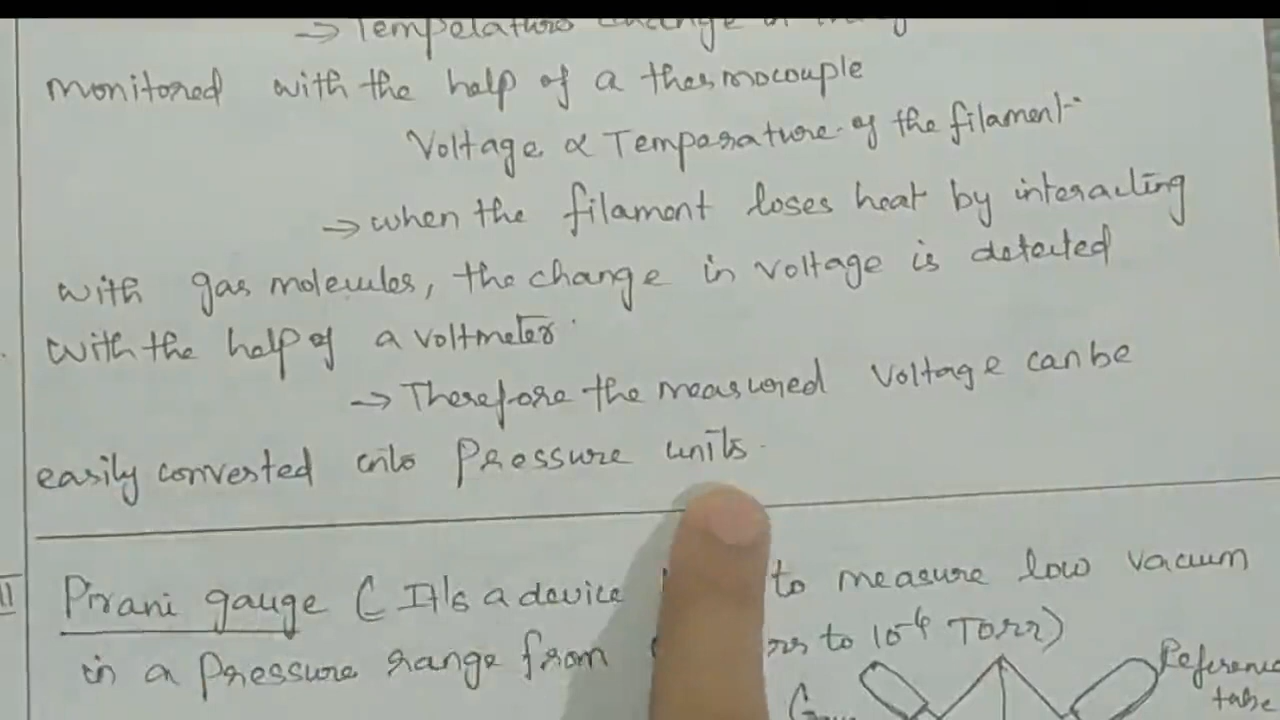 → Temperature change
monitored with the help of a thermocouple
Voltage ∝ Temperature of the filament.
→ when the filament loses heat by interacting
with gas molecules, the change in voltage is detected
with the help of a voltmeter.
→ Therefore the measured voltage can be
easily converted into Pressure units.
II Pirani gauge ( It's a device to measure low vacuum
in a pressure range from to 10⁻⁴ Torr)
Reference
tube